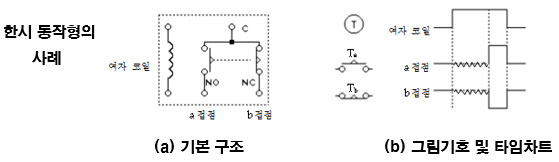 한시 동작형의
사례
여자 코일
C
NO
NC
a접점
b접점
(a) 기본 구조
T
Ta
Tb
여자 코일
a접점
b접점
(b) 그림기호 및 타임차트